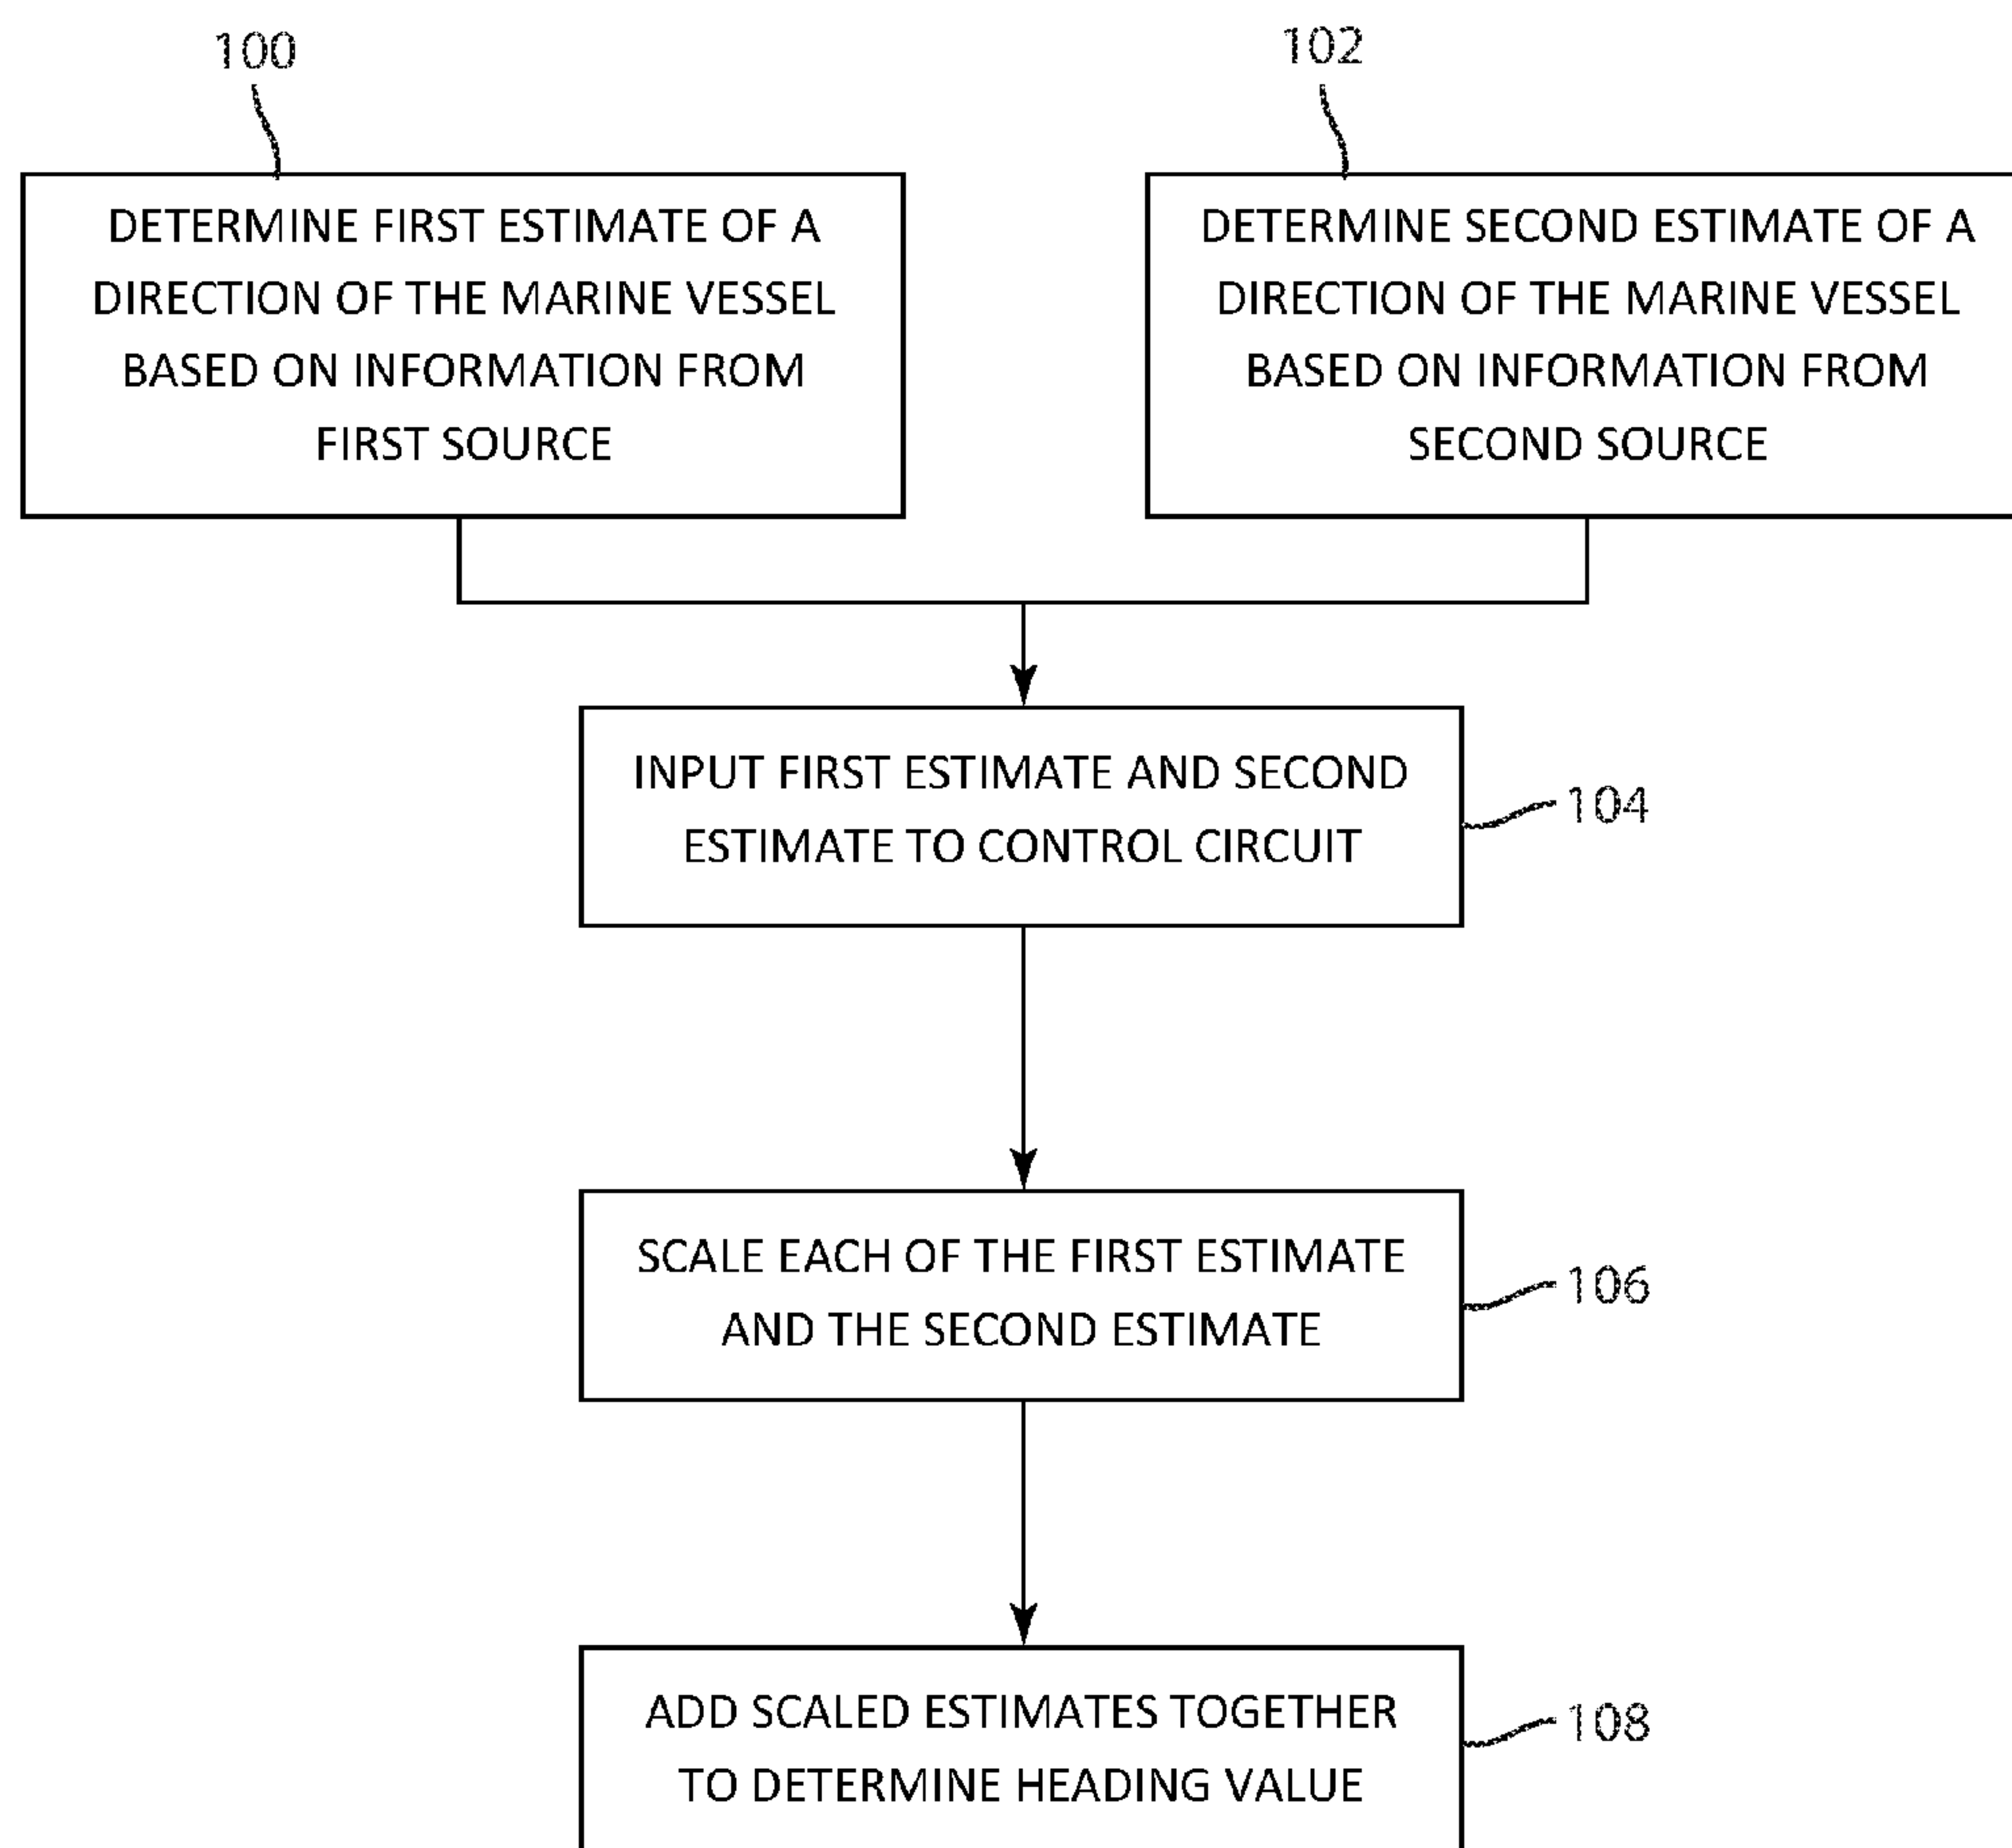 100
DETERMINE FIRST ESTIMATE OF A
DIRECTION OF THE MARINE VESSEL
BASED ON INFORMATION FROM
FIRST SOURCE
102
DETERMINE SECOND ESTIMATE OF A
DIRECTION OF THE MARINE VESSEL
BASED ON INFORMATION FROM
SECOND SOURCE
INPUT FIRST ESTIMATE AND SECOND
ESTIMATE TO CONTROL CIRCUIT
104
SCALE EACH OF THE FIRST ESTIMATE
AND THE SECOND ESTIMATE
106
ADD SCALED ESTIMATES TOGETHER
TO DETERMINE HEADING VALUE
108